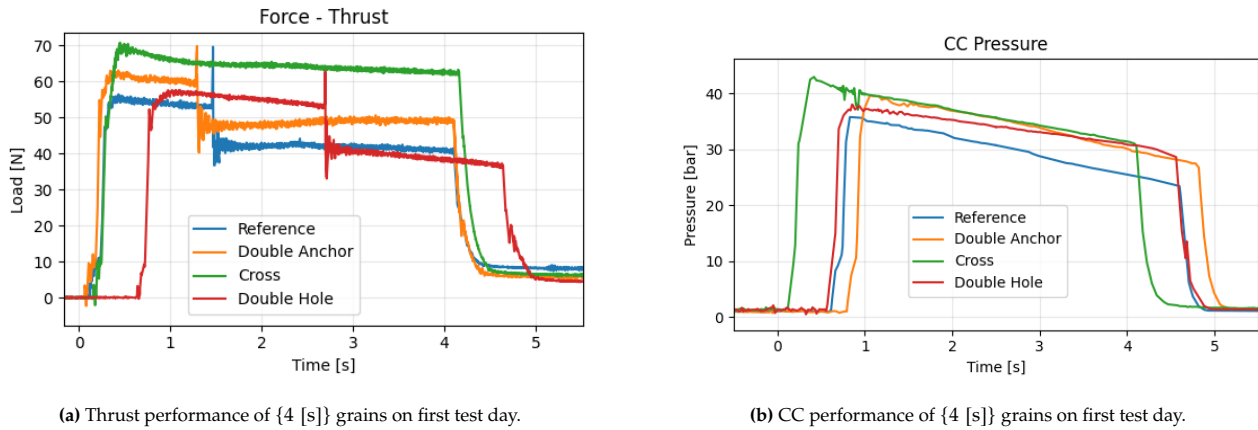 Force - Thrust
70
60
50
40
30
20
10
0
Load [N]
Reference
Double Anchor
Cross
Double Hole
0 1 2 3 4 5
Time [s]
(a) Thrust performance of {4 [s]} grains on first test day.
CC Pressure
40
30
20
10
0
Pressure [bar]
Reference
Double Anchor
Cross
Double Hole
0 1 2 3 4 5
Time [s]
(b) CC performance of {4 [s]} grains on first test day.